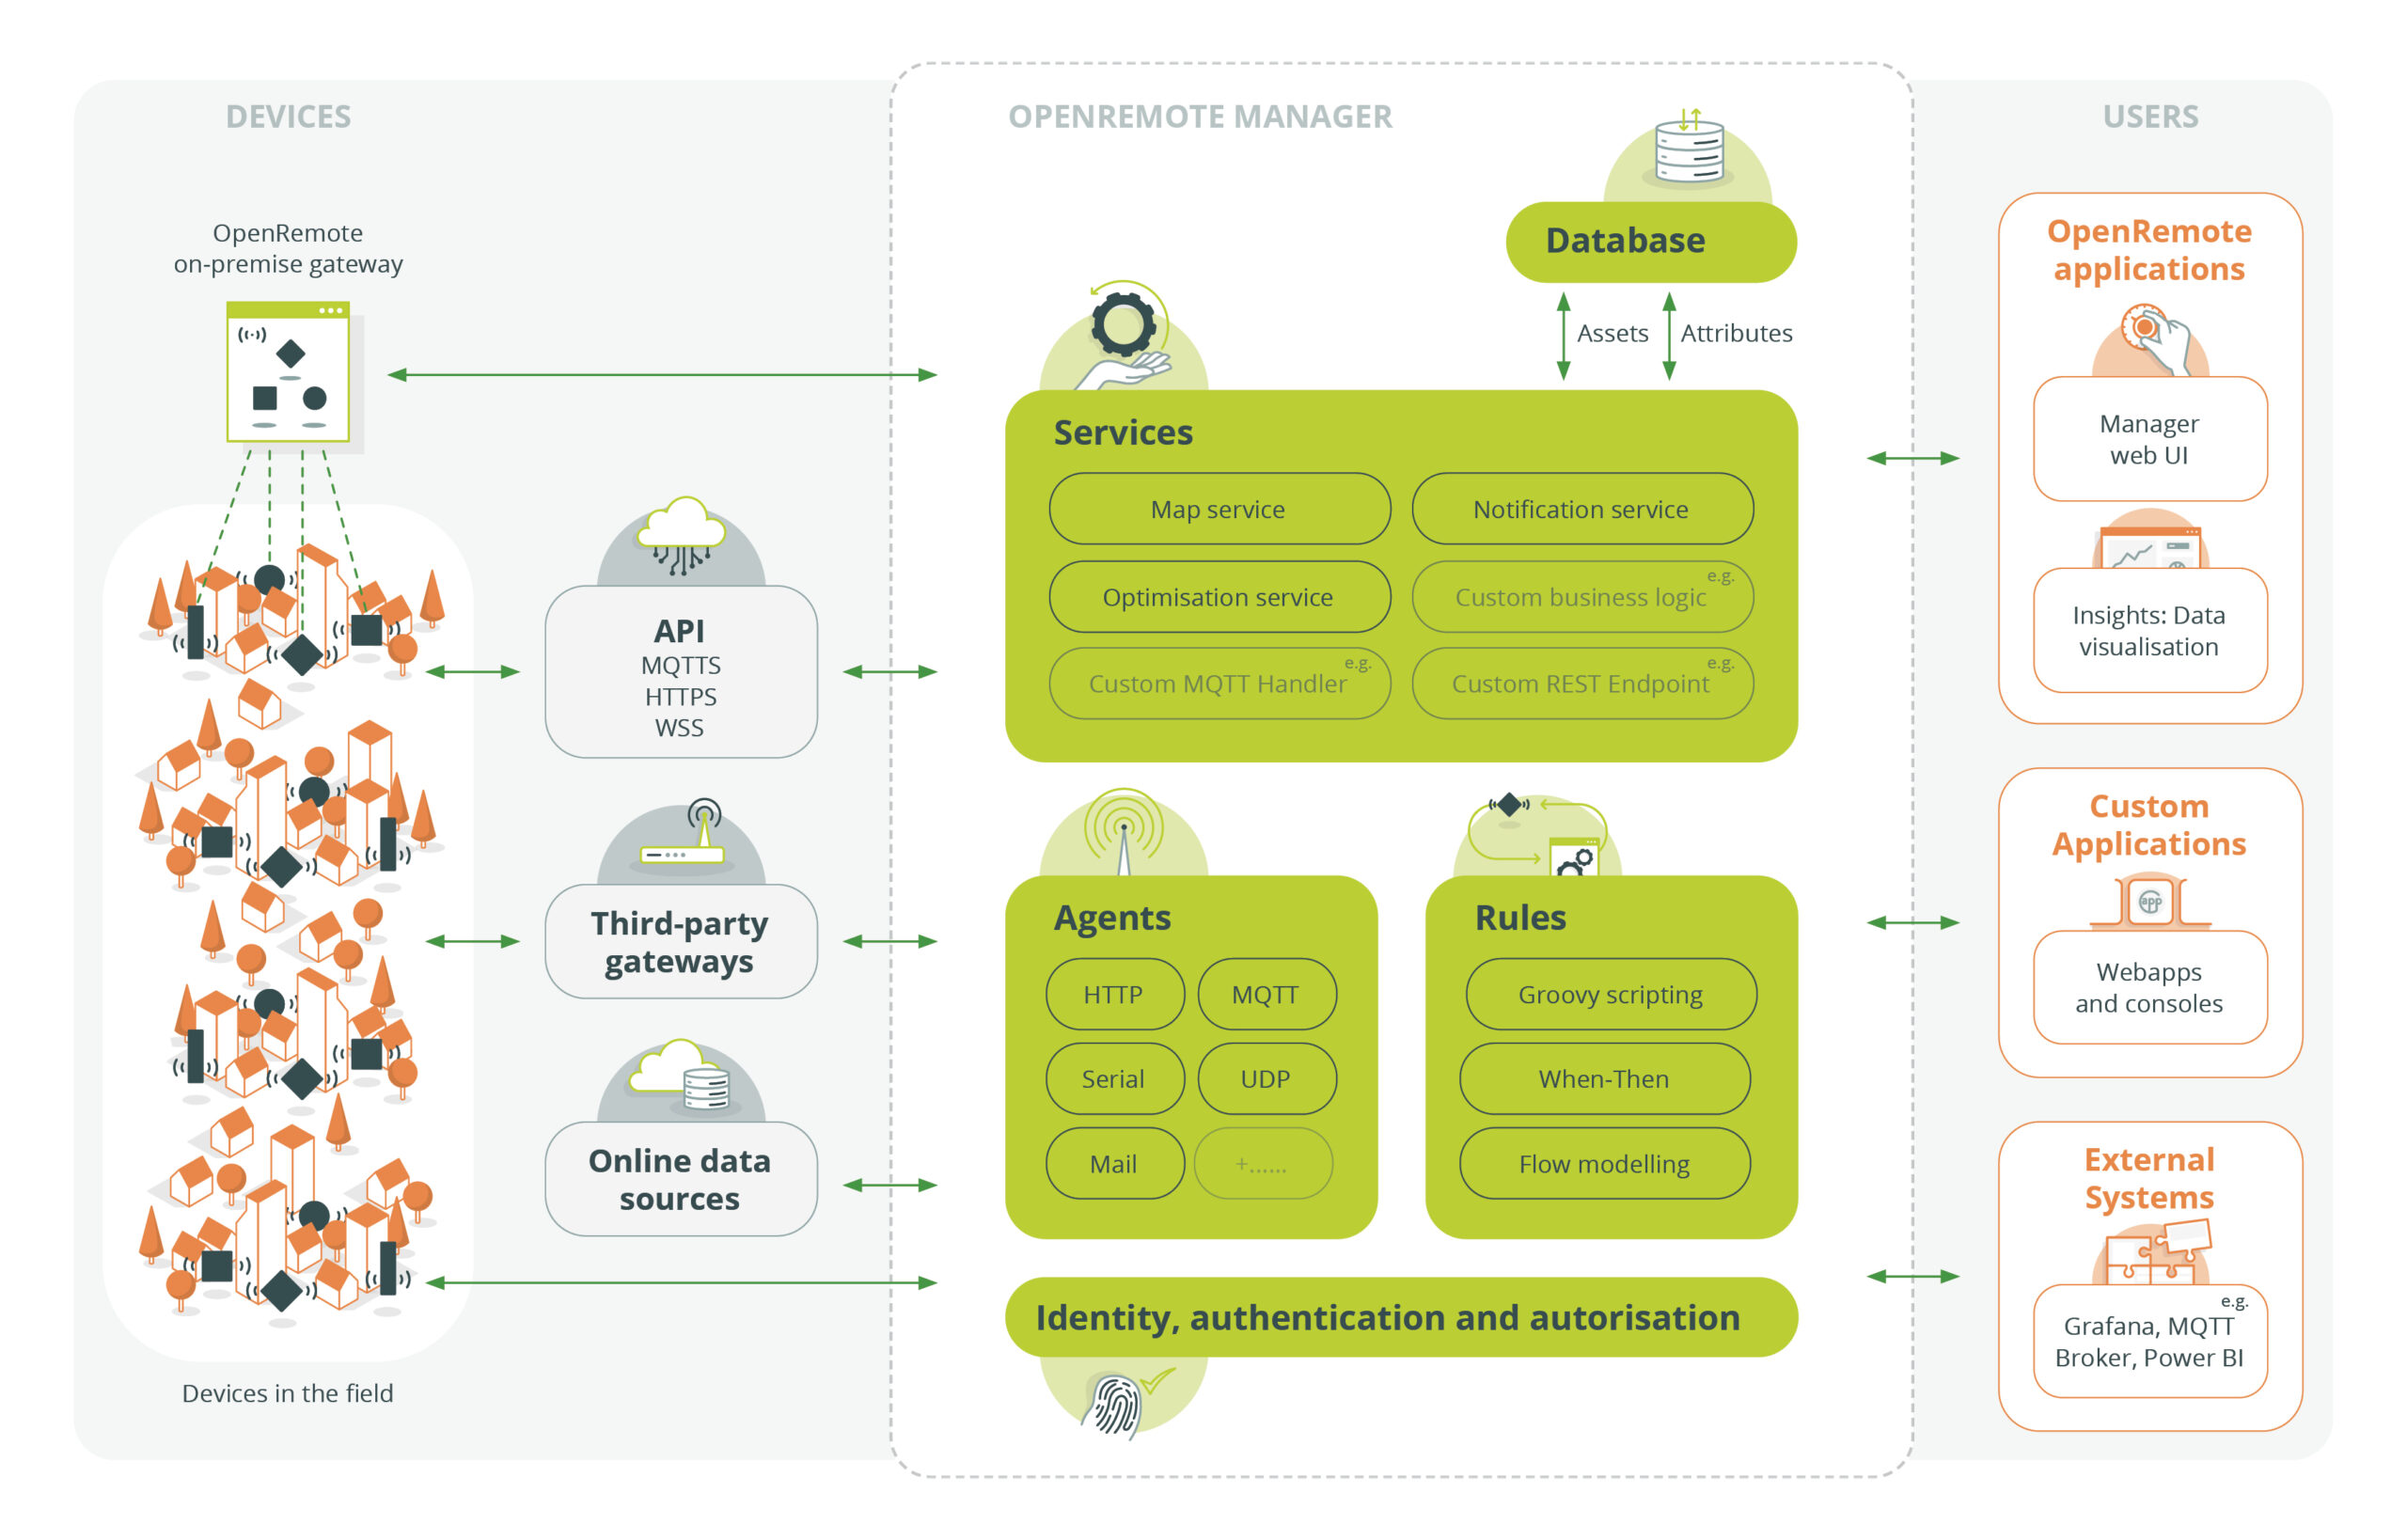 DEVICES
OpenRemote
on-premise gateway
Devices in the field
API
MQTTS
HTTPS
WSS
Third-party
gateways
Online data
sources
OPENREMOTE MANAGER
Database
Assets
Attributes
Services
Map service
Notification service
Optimisation service
e.g.
Custom business logic
e.g.
Custom MQTT Handler
e.g.
Custom REST Endpoint
Agents
HTTP
MQTT
Serial
UDP
Mail
+......
Rules
Groovy scripting
When-Then
Flow modelling
Identity, authentication and autorisation
USERS
OpenRemote
applications
Manager
web UI
Insights: Data
visualisation
Custom
Applications
app
Webapps
and consoles
External
Systems
e.g.
Grafana, MQTT
Broker, Power BI